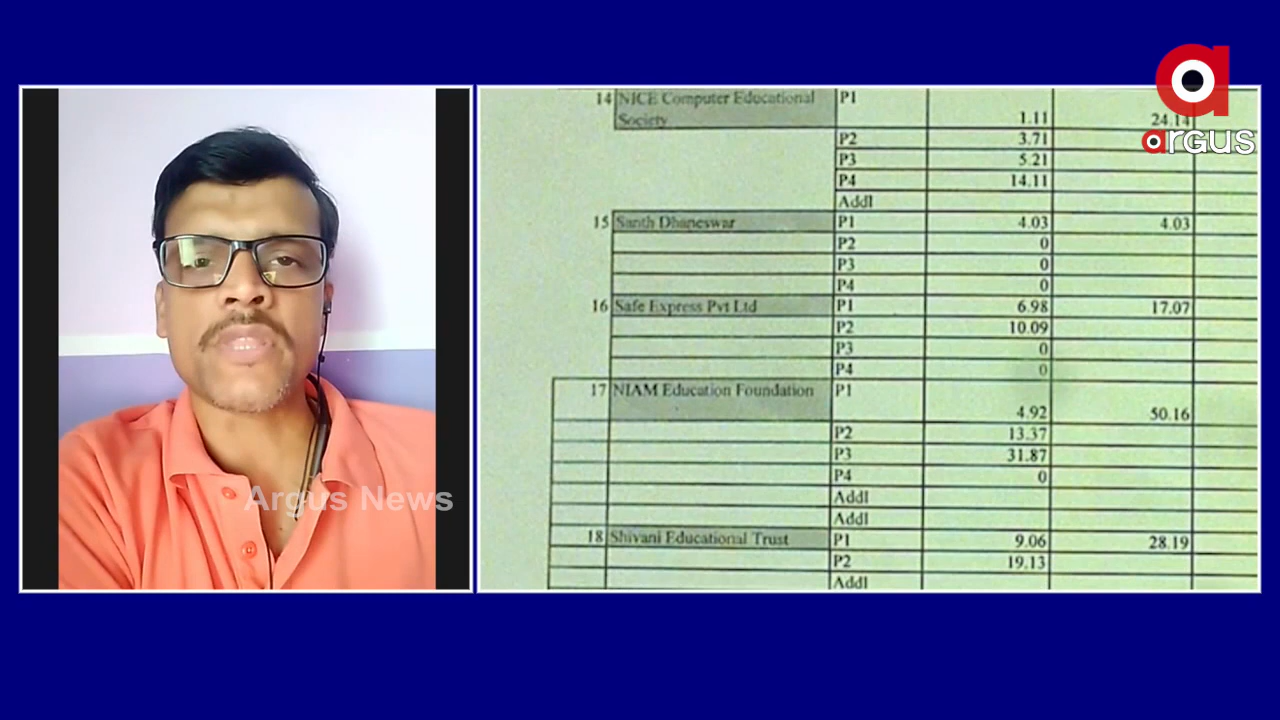 a
argus
14 NICE Computer Educational P1
Society 1.11 24.14
P2 3.71
P3 5.21
P4 14.11
Addl
15 Santh Dhaneswar P1 4.03 4.03
P2 0
P3 0
P4 0
16 Safe Express Pvt Ltd P1 6.98 17.07
P2 10.09
P3 0
P4 0
17 NIAM Education Foundation P1
4.92 50.16
P2 13.37
P3 31.87
P4 0
Addl
Addl
18 Shivani Educational Trust P1 9.06 28.19
P2 19.13
Addl
Argus News